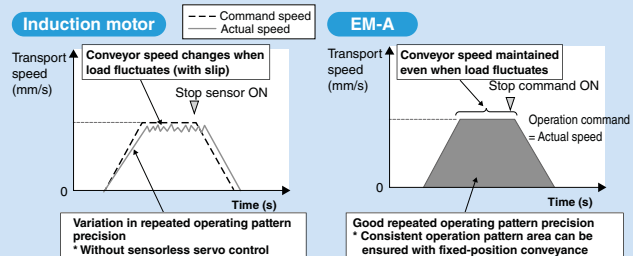 Induction motor
Command speed
Actual speed
Transport
speed
(mm/s)
Conveyor speed changes when
load fluctuates (with slip)
Stop sensor ON
0
Time (s)
Variation in repeated operating pattern
precision
* Without sensorless servo control
EM-A
Transport
speed
(mm/s)
Conveyor speed maintained
even when load fluctuates
Stop command ON
Operation command
= Actual speed
0
Time (s)
Good repeated operating pattern precision
* Consistent operation pattern area can be
ensured with fixed-position conveyance